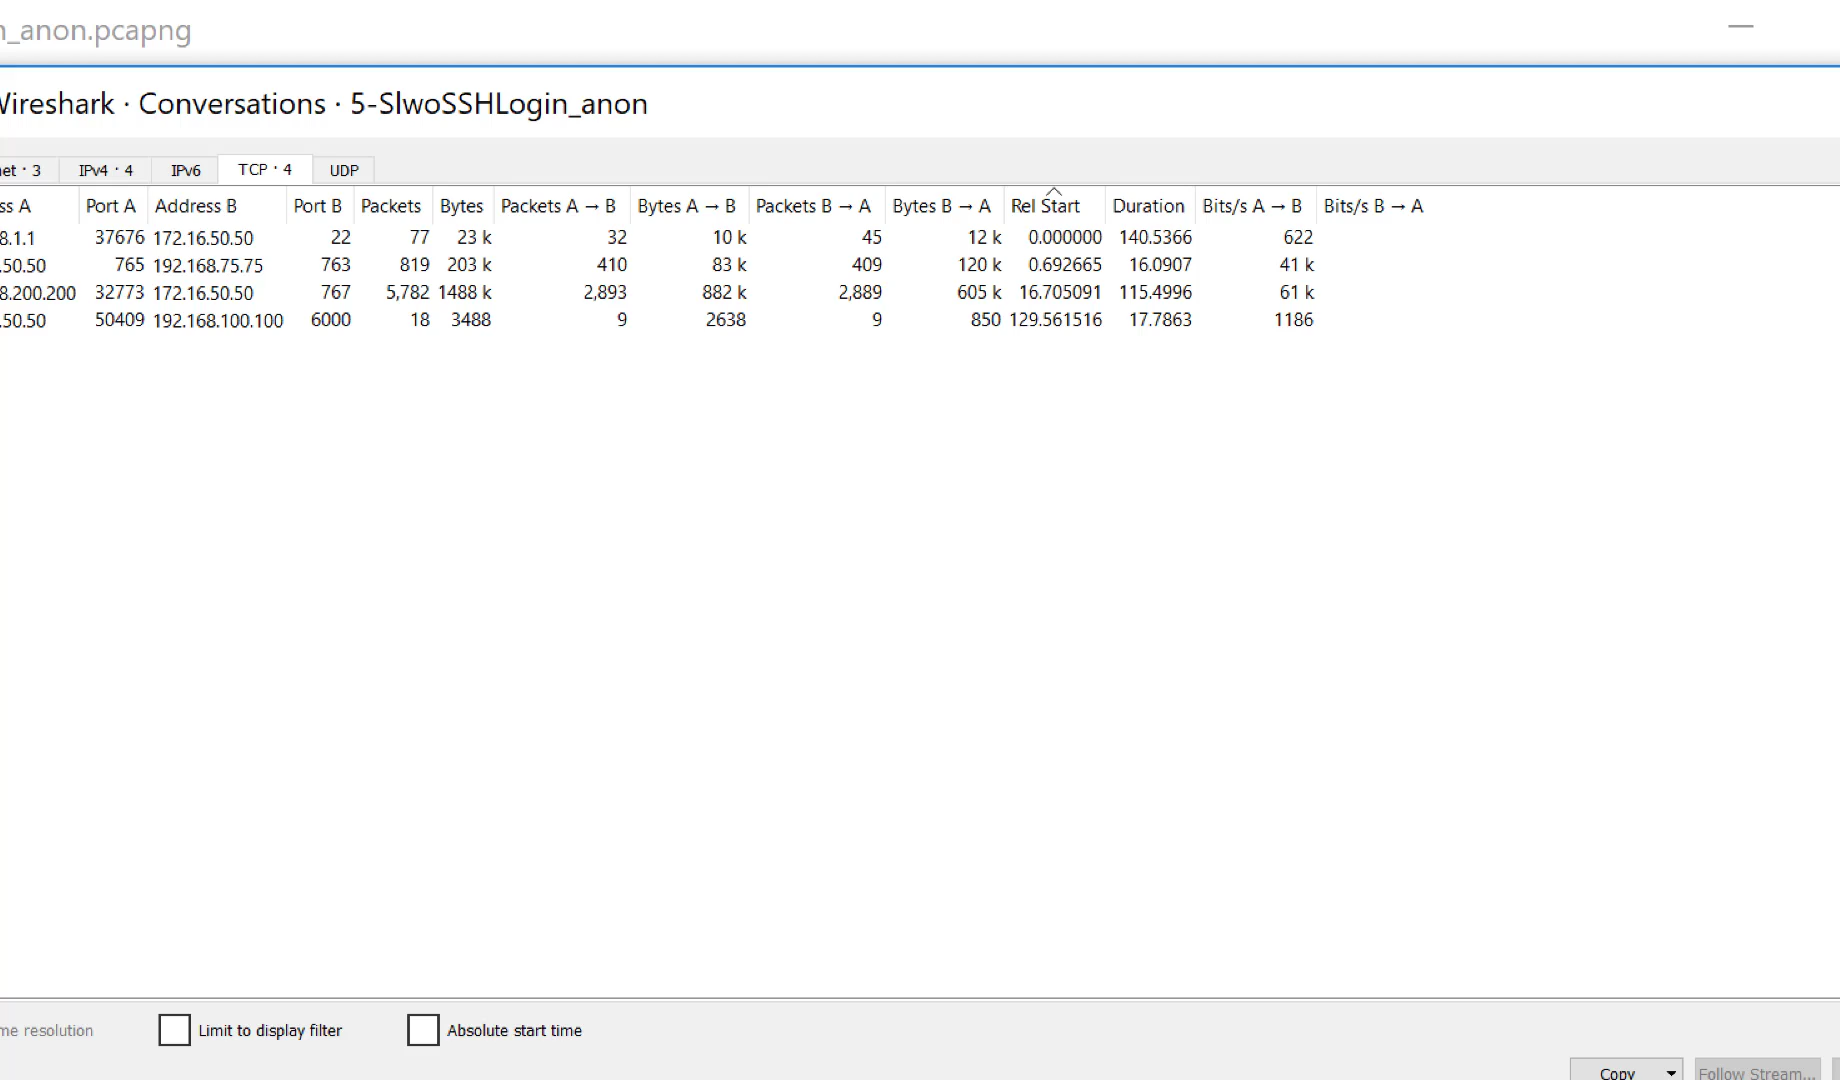 n_anon.pcapng
Wireshark · Conversations · 5-SlwoSSHLogin_anon
net · 3 IPv4 · 4 IPv6 TCP · 4 UDP
ss A Port A Address B Port B Packets Bytes Packets A → B Bytes A → B Packets B → A Bytes B → A Rel Start Duration Bits/s A → B Bits/s B → A
8.1.1 37676 172.16.50.50 22 77 23 k 32 10 k 45 12 k 0.000000 140.5366 622
.50.50 765 192.168.75.75 763 819 203 k 410 83 k 409 120 k 0.692665 16.0907 41 k
8.200.200 32773 172.16.50.50 767 5,782 1488 k 2,893 882 k 2,889 605 k 16.705091 115.4996 61 k
.50.50 50409 192.168.100.100 6000 18 3488 9 2638 9 850 129.561516 17.7863 1186
me resolution Limit to display filter Absolute start time
Copy Follow Stream...